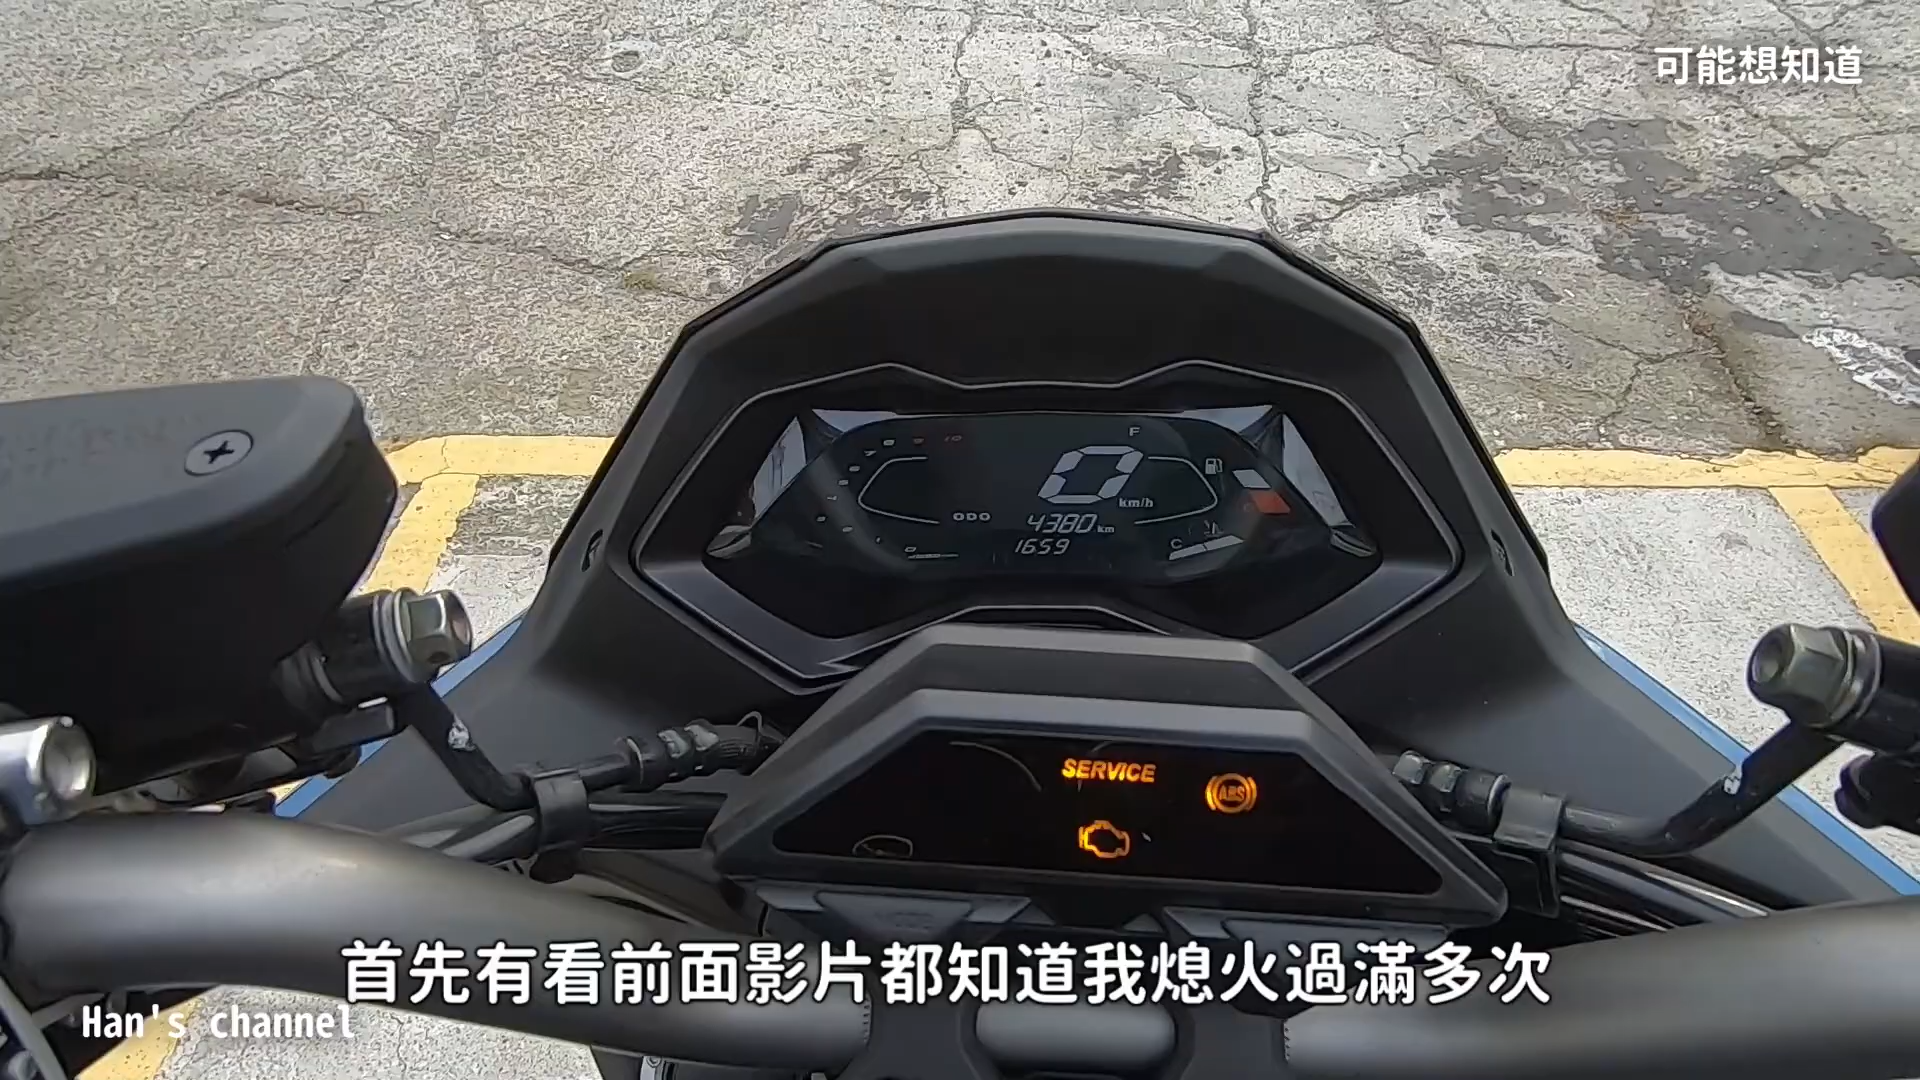 可能想知道
F
0
km/h
ODO 4380 km
1659
C
SERVICE
ABS
首先有看前面影片都知道我熄火過滿多次
Han's channel